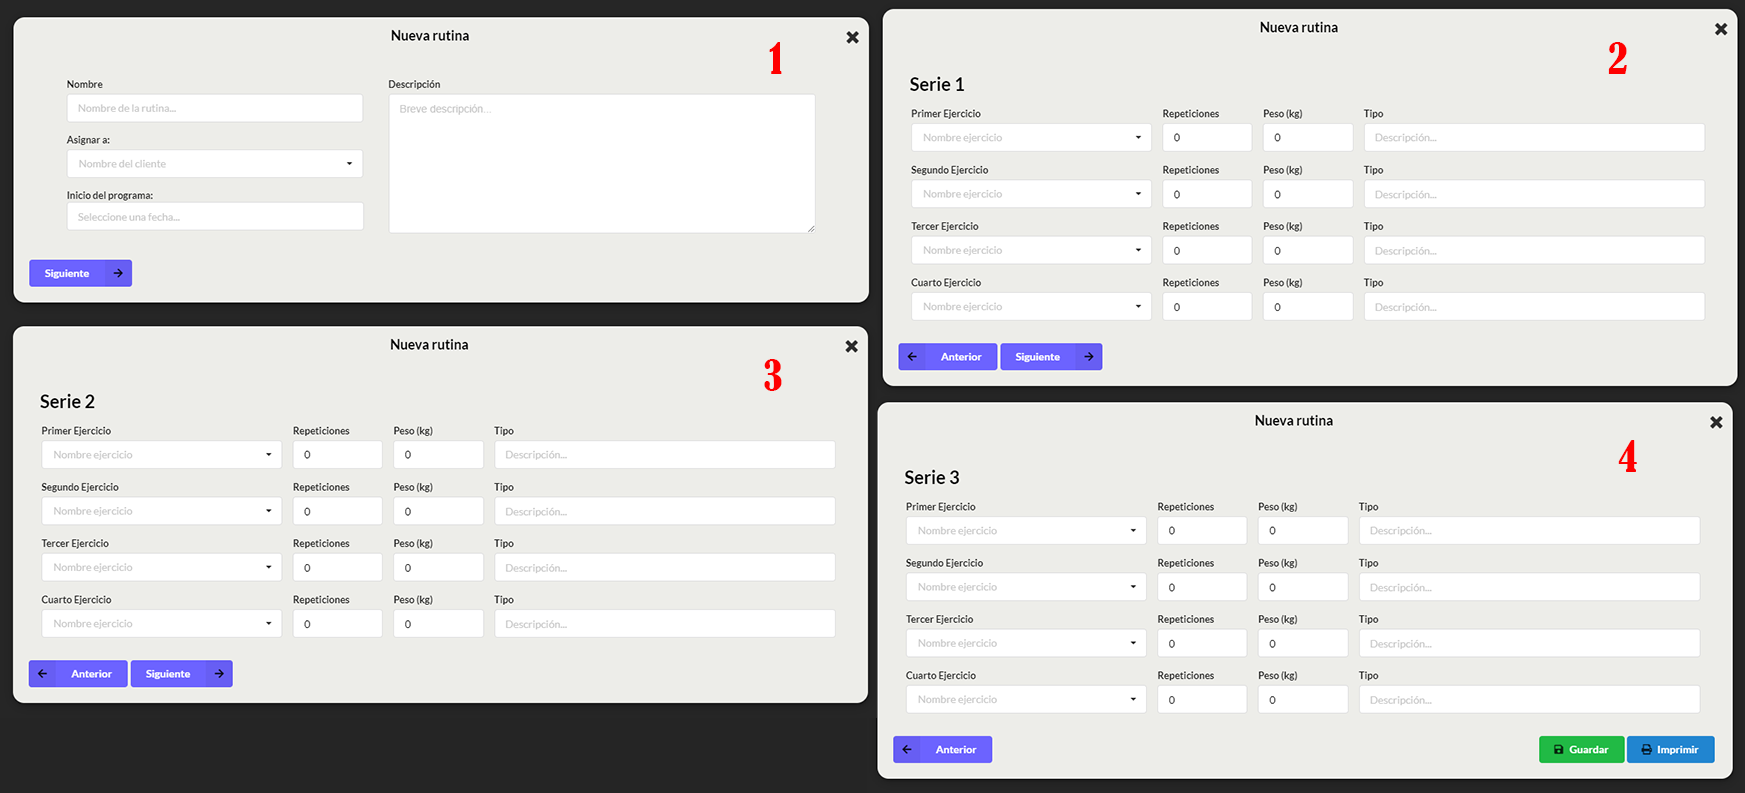 Nueva rutina
1
Nombre
Nombre de la rutina...
Asignar a:
Nombre del cliente
Inicio del programa:
Seleccione una fecha...
Descripción
Breve descripción...
Siguiente
Nueva rutina
2
Serie 1
Primer Ejercicio Repeticiones Peso (kg) Tipo
Nombre ejercicio 0 0 Descripción...
Segundo Ejercicio Repeticiones Peso (kg) Tipo
Nombre ejercicio 0 0 Descripción...
Tercer Ejercicio Repeticiones Peso (kg) Tipo
Nombre ejercicio 0 0 Descripción...
Cuarto Ejercicio Repeticiones Peso (kg) Tipo
Nombre ejercicio 0 0 Descripción...
Anterior Siguiente
Nueva rutina
3
Serie 2
Primer Ejercicio Repeticiones Peso (kg) Tipo
Nombre ejercicio 0 0 Descripción...
Segundo Ejercicio Repeticiones Peso (kg) Tipo
Nombre ejercicio 0 0 Descripción...
Tercer Ejercicio Repeticiones Peso (kg) Tipo
Nombre ejercicio 0 0 Descripción...
Cuarto Ejercicio Repeticiones Peso (kg) Tipo
Nombre ejercicio 0 0 Descripción...
Anterior Siguiente
Nueva rutina
4
Serie 3
Primer Ejercicio Repeticiones Peso (kg) Tipo
Nombre ejercicio 0 0 Descripción...
Segundo Ejercicio Repeticiones Peso (kg) Tipo
Nombre ejercicio 0 0 Descripción...
Tercer Ejercicio Repeticiones Peso (kg) Tipo
Nombre ejercicio 0 0 Descripción...
Cuarto Ejercicio Repeticiones Peso (kg) Tipo
Nombre ejercicio 0 0 Descripción...
Anterior Guardar Imprimir